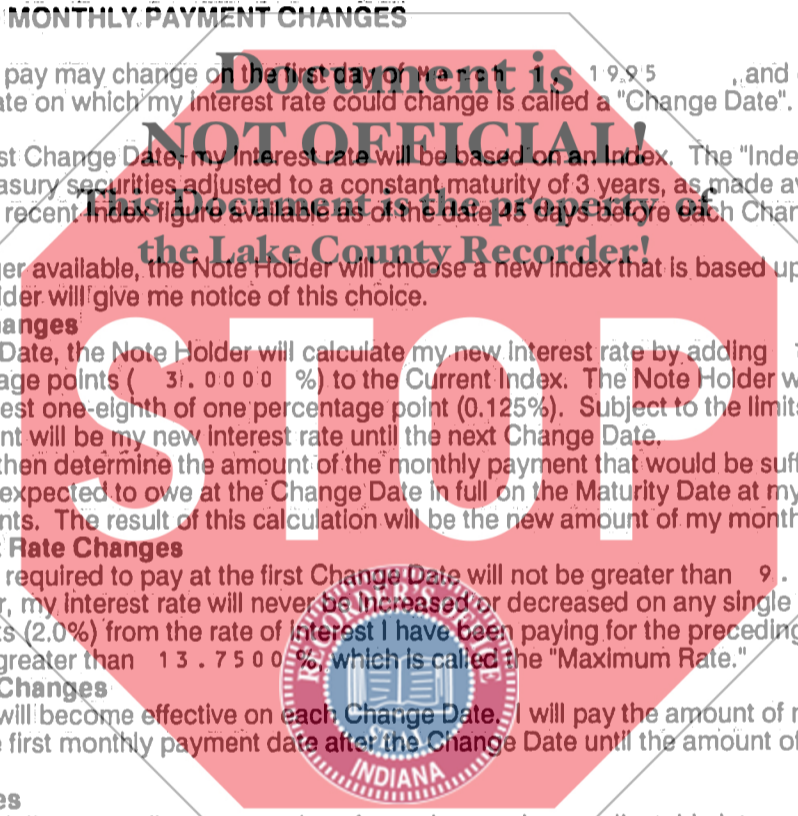 MONTHLY PAYMENT CHANGES
Document is
NOT OFFICIAL!
This Document is the property of
the Lake County Recorder!
STOP
pay may change on the first day of March 1, 1995 , and
ate on which my interest rate could change is called a "Change Date".
st Change Date, my interest rate will be based on an Index. The "Inde
asury securities adjusted to a constant maturity of 3 years, as made av
recent Index figure available as of the date 45 days before each Chan
ger available, the Note Holder will choose a new index that is based up
lder will give me notice of this choice.
anges
Date, the Note Holder will calculate my new interest rate by adding
age points ( 3.0000 %) to the Current Index. The Note Holder w
est one-eighth of one percentage point (0.125%). Subject to the limits
nt will be my new interest rate until the next Change Date.
then determine the amount of the monthly payment that would be suff
expected to owe at the Change Date in full on the Maturity Date at my
nts. The result of this calculation will be the new amount of my month
t Rate Changes
required to pay at the first Change Date will not be greater than 9.
r, my interest rate will never be increased or decreased on any single
ts (2.0%) from the rate of interest I have been paying for the preceding
greater than 13.7500 %, which is called the "Maximum Rate."
Changes
will become effective on each Change Date. I will pay the amount of
e first monthly payment date after the Change Date until the amount of
es
RECORDER'S
SEAL
INDIANA